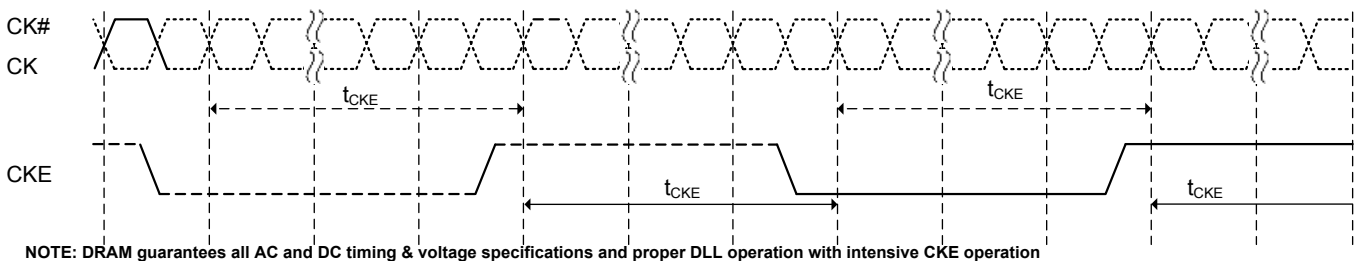 CK#
CK
tCKE
tCKE
CKE
tCKE
tCKE
NOTE: DRAM guarantees all AC and DC timing & voltage specifications and proper DLL operation with intensive CKE operation